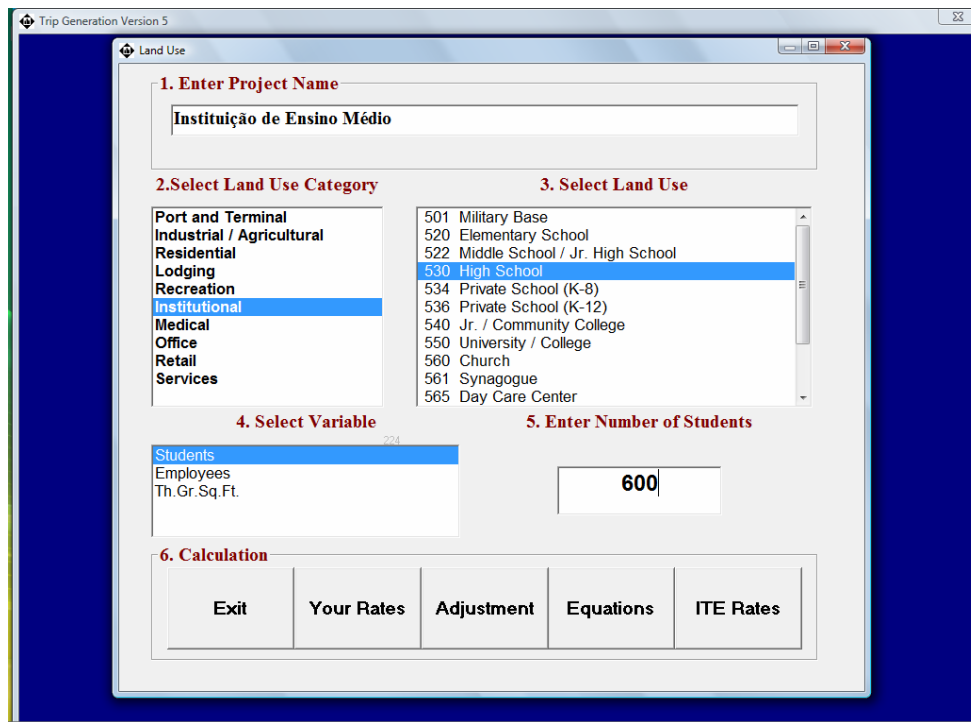 Trip Generation Version 5
Land Use
1. Enter Project Name
Instituição de Ensino Médio
2.Select Land Use Category
3. Select Land Use
Port and Terminal
Industrial / Agricultural
Residential
Lodging
Recreation
Institutional
Medical
Office
Retail
Services
501 Military Base
520 Elementary School
522 Middle School / Jr. High School
530 High School
534 Private School (K-8)
536 Private School (K-12)
540 Jr. / Community College
550 University / College
560 Church
561 Synagogue
565 Day Care Center
4. Select Variable
5. Enter Number of Students
224
Students
Employees
Th.Gr.Sq.Ft.
600
6. Calculation
Exit
Your Rates
Adjustment
Equations
ITE Rates